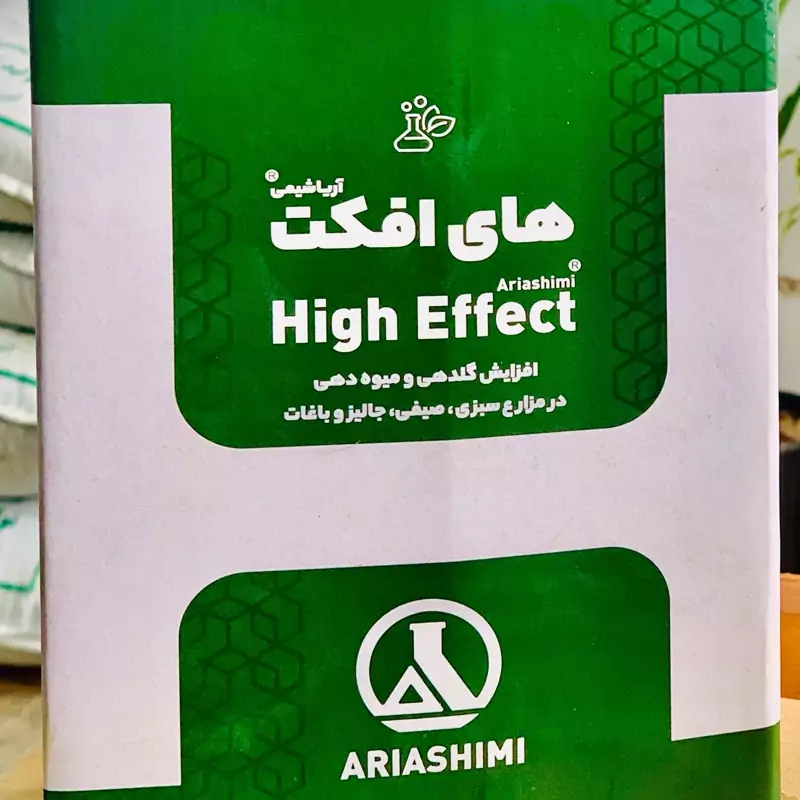 آریاشیمی®
های افکت
Ariashimi®
High Effect
افزایش گلدهی و میوه دهی
در مزارع سبزی، صیفی، جالیز و باغات
ARIASHIMI